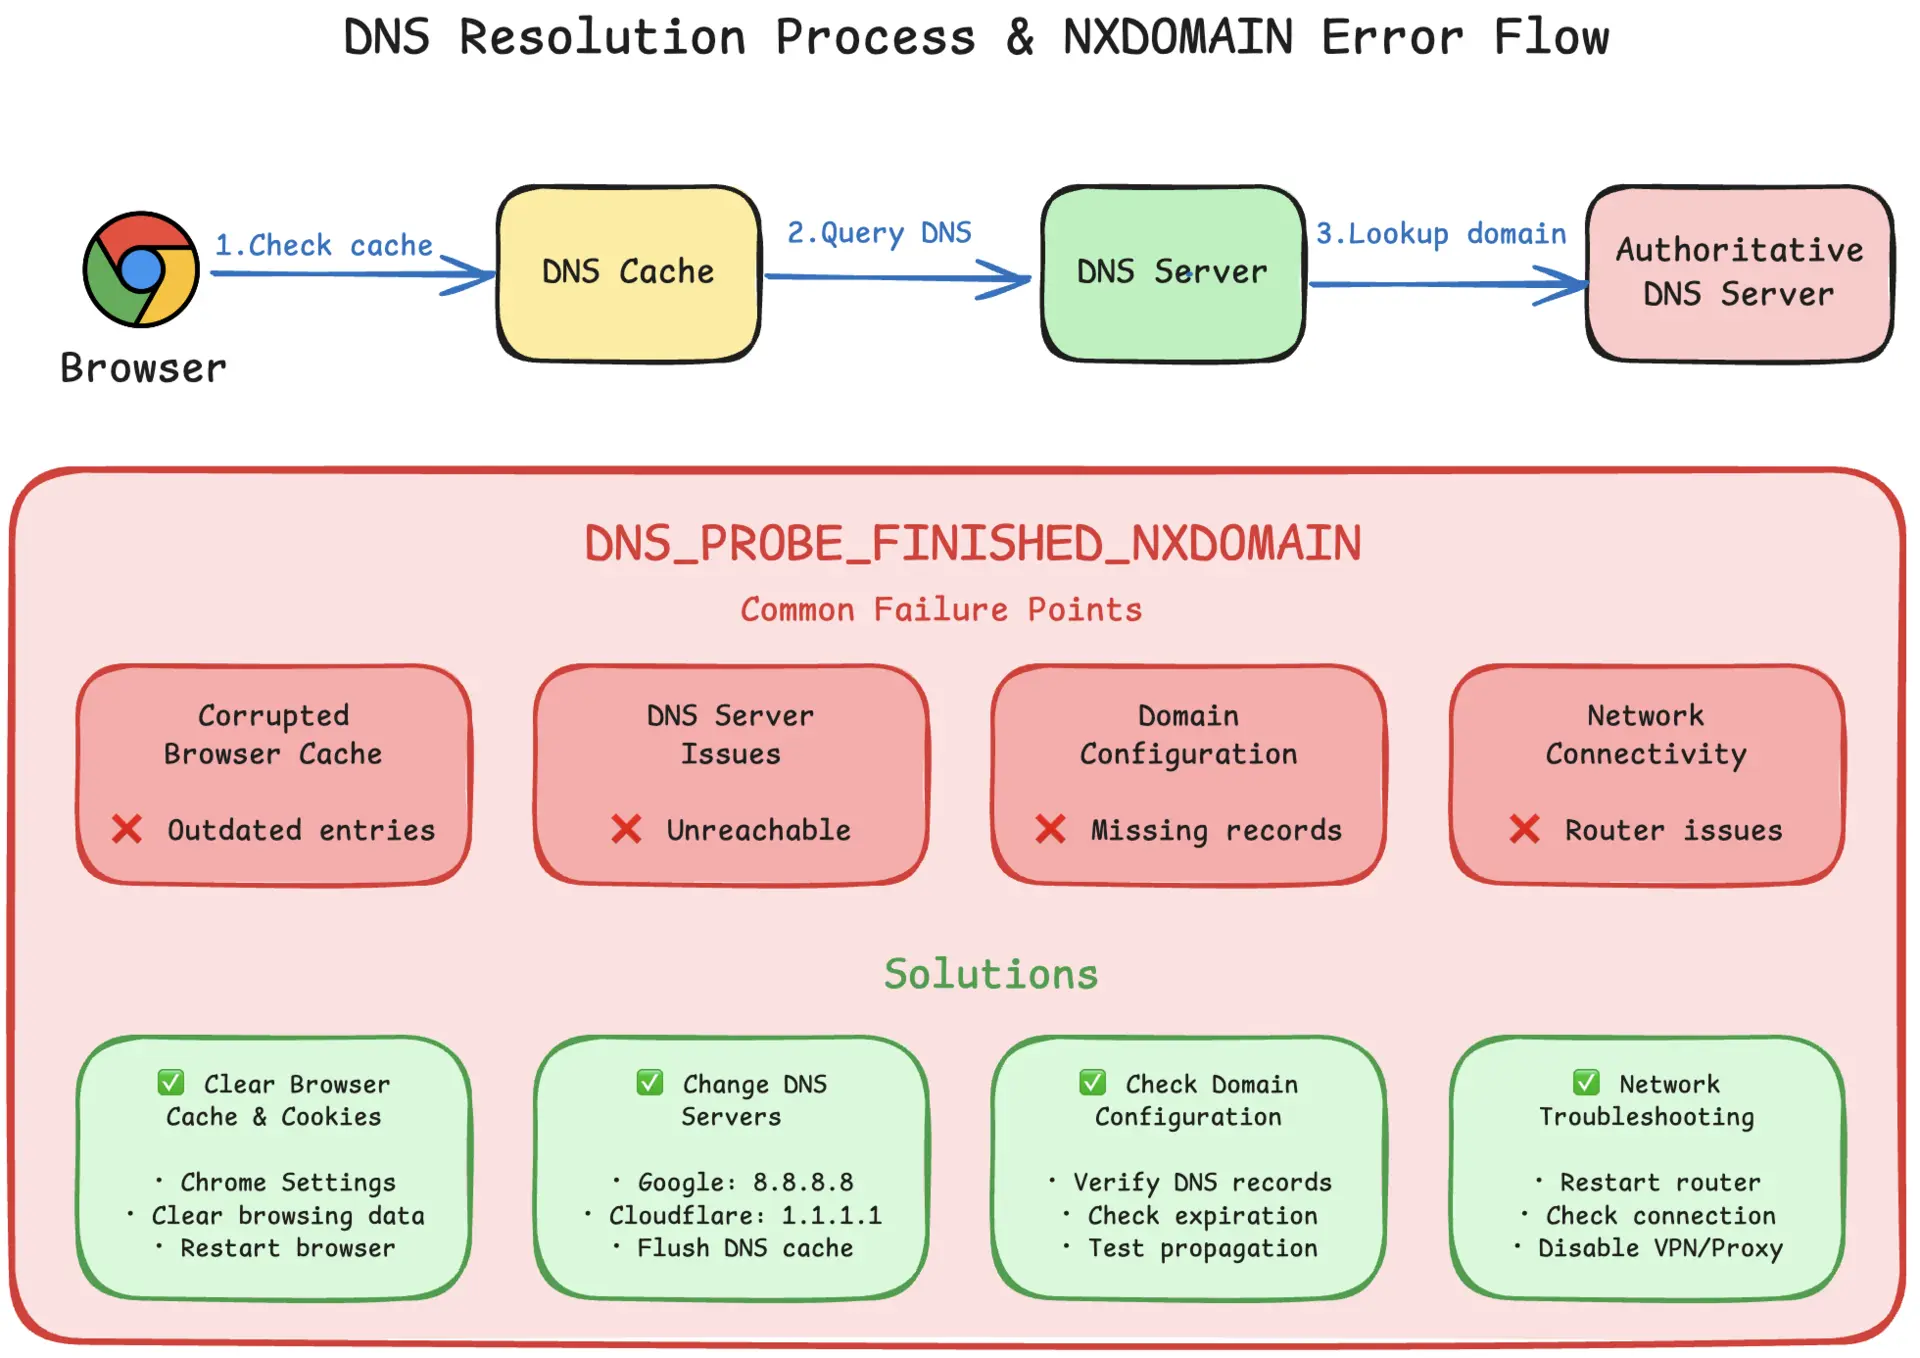 DNS Resolution Process & NXDOMAIN Error Flow
1.Check cache
2.Query DNS
3.Lookup domain
Browser
DNS Cache
DNS Server
Authoritative
DNS Server
DNS_PROBE_FINISHED_NXDOMAIN
Common Failure Points
Corrupted
Browser Cache
❌ Outdated entries
DNS Server
Issues
❌ Unreachable
Domain
Configuration
❌ Missing records
Network
Connectivity
❌ Router issues
Solutions
✅ Clear Browser
Cache & Cookies
• Chrome Settings
• Clear browsing data
• Restart browser
✅ Change DNS
Servers
• Google: 8.8.8.8
• Cloudflare: 1.1.1.1
• Flush DNS cache
✅ Check Domain
Configuration
• Verify DNS records
• Check expiration
• Test propagation
✅ Network
Troubleshooting
• Restart router
• Check connection
• Disable VPN/Proxy